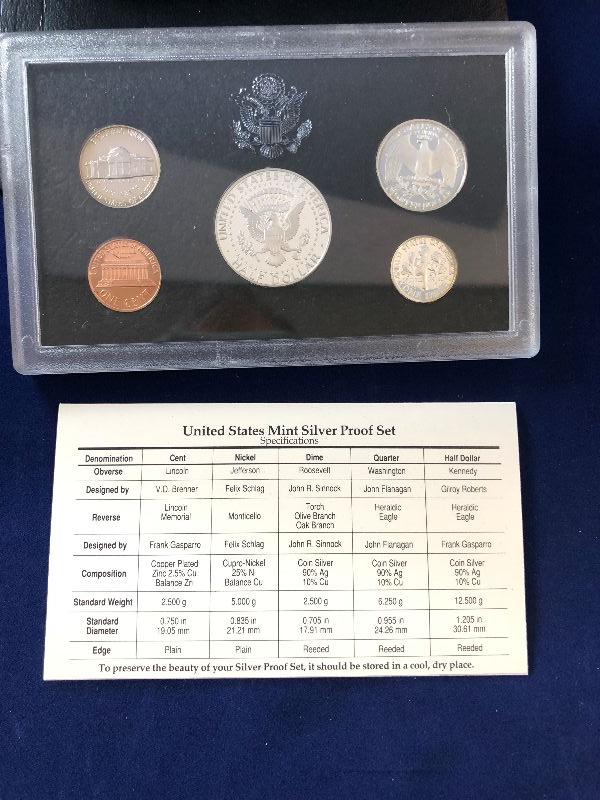 UNITED STATES OF AMERICA
HALF DOLLAR
ONE CENT
United States Mint Silver Proof Set
Specifications
Denomination Cent Nickel Dime Quarter Half Dollar
Obverse Lincoln Jefferson Roosevelt Washington Kennedy
Designed by V.D. Brenner Felix Schlag John R. Sinnock John Flanagan Gilroy Roberts
Reverse Lincoln Memorial Monticello Torch Olive Branch Oak Branch Heraldic Eagle Heraldic Eagle
Designed by Frank Gasparro Felix Schlag John R. Sinnock John Flanagan Frank Gasparro
Composition Copper Plated Zinc 2.5% Cu Balance Zn Cupro-Nickel 25% Ni Balance Cu Coin Silver 90% Ag 10% Cu Coin Silver 90% Ag 10% Cu Coin Silver 90% Ag 10% Cu
Standard Weight 2.500 g 5.000 g 2.500 g 6.250 g 12.500 g
Standard Diameter 0.750 in 19.05 mm 0.835 in 21.21 mm 0.705 in 17.91 mm 0.955 in 24.26 mm 1.205 in 30.61 mm
Edge Plain Plain Reeded Reeded Reeded
To preserve the beauty of your Silver Proof Set, it should be stored in a cool, dry place.